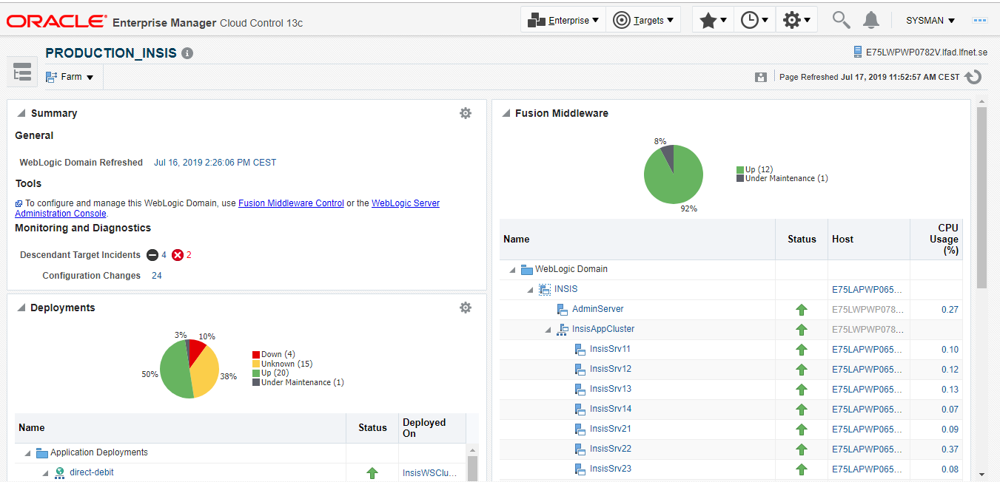 ORACLE Enterprise Manager Cloud Control 13c
Enterprise
Targets
SYSMAN
PRODUCTION_INSIS
E75LWPWP0782V.lfad.lfnet.se
Farm
Page Refreshed Jul 17, 2019 11:52:57 AM CEST
Summary
General
WebLogic Domain Refreshed Jul 16, 2019 2:26:06 PM CEST
Tools
To configure and manage this WebLogic Domain, use Fusion Middleware Control or the WebLogic Server
Administration Console.
Monitoring and Diagnostics
Descendant Target Incidents 4 2
Configuration Changes 24
Deployments
3%
10%
50%
38%
Down (4)
Unknown (15)
Up (20)
Under Maintenance (1)
Name Status Deployed
On
Application Deployments
direct-debit InsisWSClu...
Fusion Middleware
8%
92%
Up (12)
Under Maintenance (1)
Name Status Host CPU
Usage
(%)
WebLogic Domain
INSIS E75LAPWP065...
AdminServer E75LWPWP078... 0.27
InsisAppCluster E75LWPWP078...
InsisSrv11 E75LAPWP065... 0.10
InsisSrv12 E75LAPWP065... 0.12
InsisSrv13 E75LAPWP065... 0.13
InsisSrv14 E75LAPWP065... 0.07
InsisSrv21 E75LAPWP065... 0.09
InsisSrv22 E75LAPWP065... 0.37
InsisSrv23 E75LAPWP065... 0.08